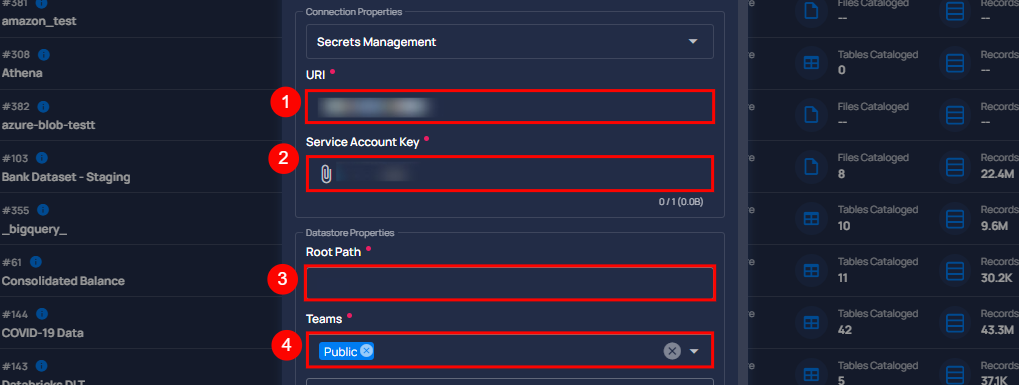 #381
amazon_test
#308
Athena
#382
azure-blob-testt
#103
Bank Dataset - Staging
#355
_bigquery_
#61
Consolidated Balance
#144
COVID-19 Data
#143
Databricks DLT
Connection Properties
Secrets Management
URI *
1
Service Account Key *
2
0 / 1 (0.0B)
Datastore Properties
Root Path *
3
Teams *
4
Public
Files Cataloged
--
Records
--
Tables Cataloged
0
Records
--
Files Cataloged
--
Records
--
Files Cataloged
8
Records
22.4M
Tables Cataloged
10
Records
9.6M
Tables Cataloged
11
Records
30.2K
Tables Cataloged
42
Records
43.3M
Tables Cataloged
5
Records
37.1K